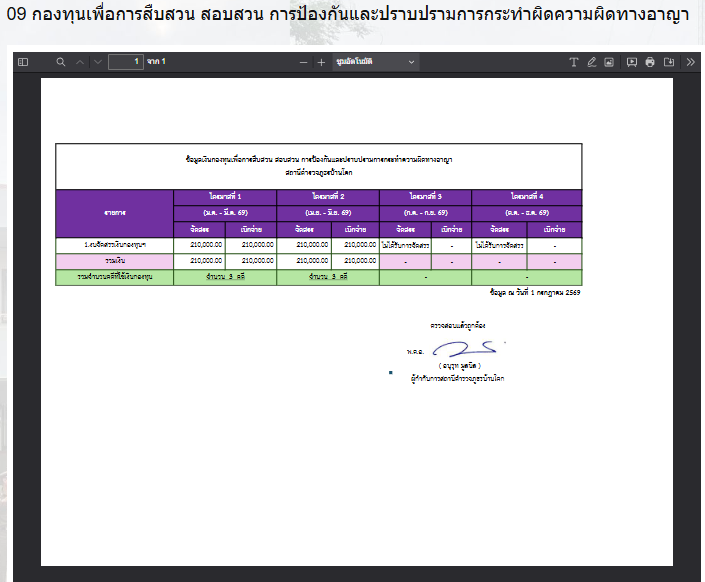 09 กองทุนเพื่อการสืบสวน สอบสวน การป้องกันและปราบปรามการกระทำผิดความผิดทางอาญา
1 จาก 1
ซูมอัตโนมัติ
ข้อมูลเงินกองทุนเพื่อการสืบสวน สอบสวน การป้องกันและปราบปรามการกระทำความผิดทางอาญา
สถานีตำรวจภูธรบ้านโคก
รายการ ไตรมาสที่ 1 ไตรมาสที่ 2 ไตรมาสที่ 3 ไตรมาสที่ 4
(ม.ค. - มี.ค. 69) (เม.ย. - มิ.ย. 69) (ก.ค. - ก.ย. 69) (ต.ค. - ธ.ค. 69)
จัดสรร เบิกจ่าย จัดสรร เบิกจ่าย จัดสรร เบิกจ่าย จัดสรร เบิกจ่าย
1.งบจัดสรรเงินกองทุนฯ 210,000.00 210,000.00 210,000.00 210,000.00 ไม่ได้รับการจัดสรร - ไม่ได้รับการจัดสรร -
รวมเงิน 210,000.00 210,000.00 210,000.00 210,000.00 - - - -
รวมจำนวนคดีที่ใช้เงินกองทุน จำนวน 3 คดี จำนวน 3 คดี - -
ข้อมูล ณ วันที่ 1 กรกฎาคม 2569
ตรวจสอบแล้วถูกต้อง
พ.ต.อ.
( อนุรุท มูลนิล )
ผู้กำกับการสถานีตำรวจภูธรบ้านโคก